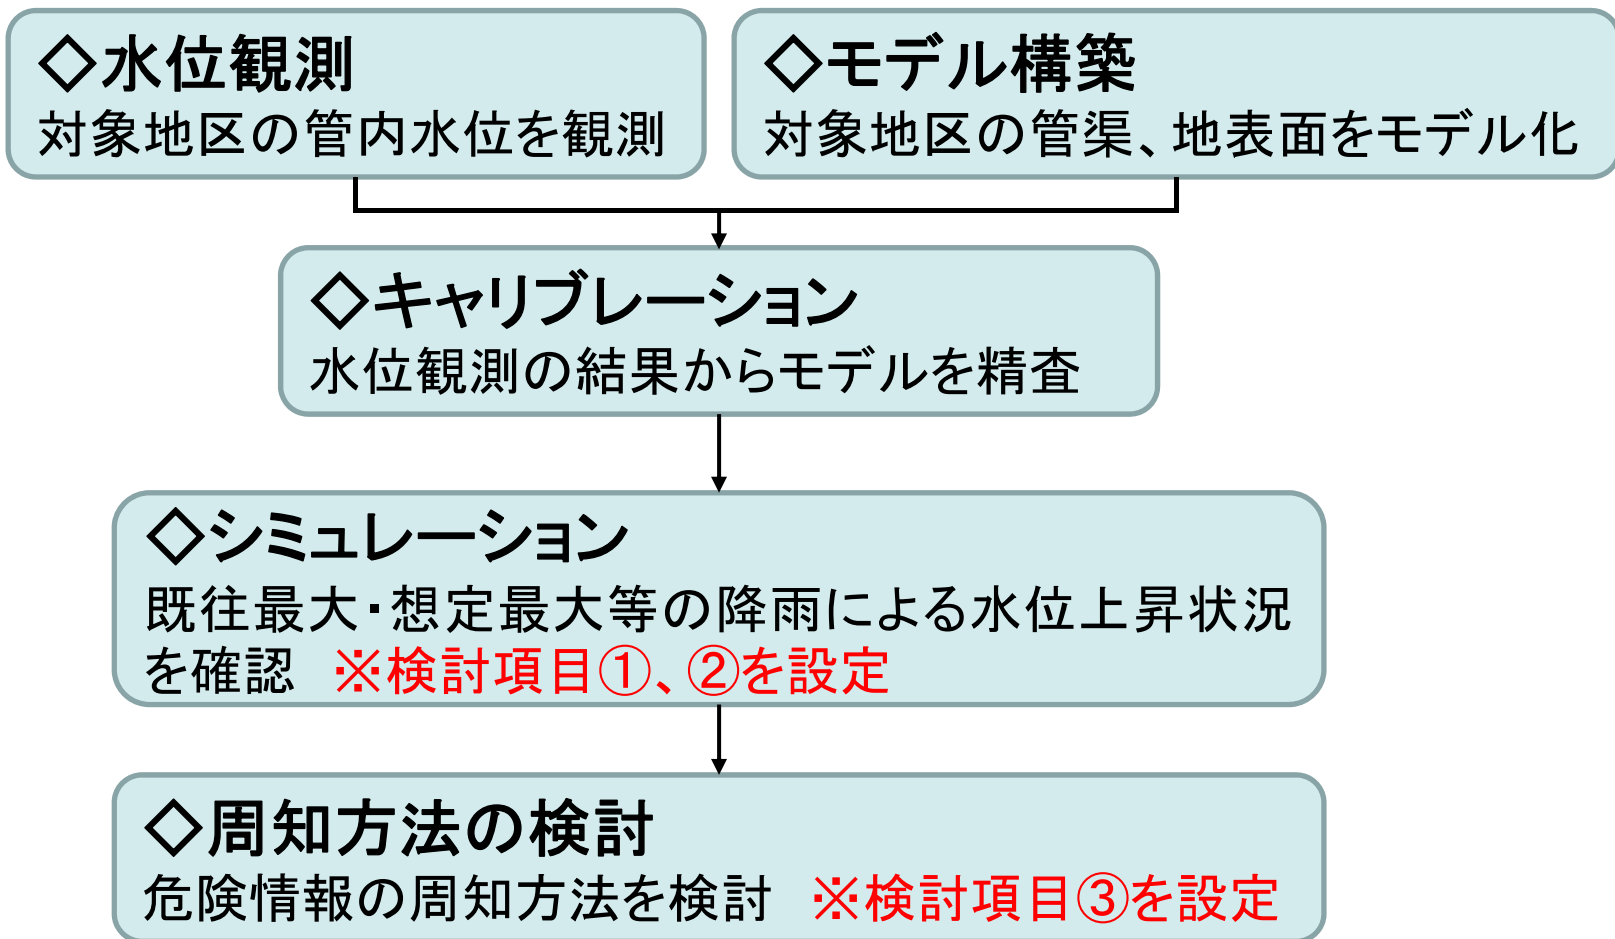 ◇水位観測
対象地区の管内水位を観測
◇モデル構築
対象地区の管渠、地表面をモデル化
◇キャリブレーション
水位観測の結果からモデルを精査
◇シミュレーション
既往最大・想定最大等の降雨による水位上昇状況
を確認　※検討項目①、②を設定
◇周知方法の検討
危険情報の周知方法を検討　※検討項目③を設定